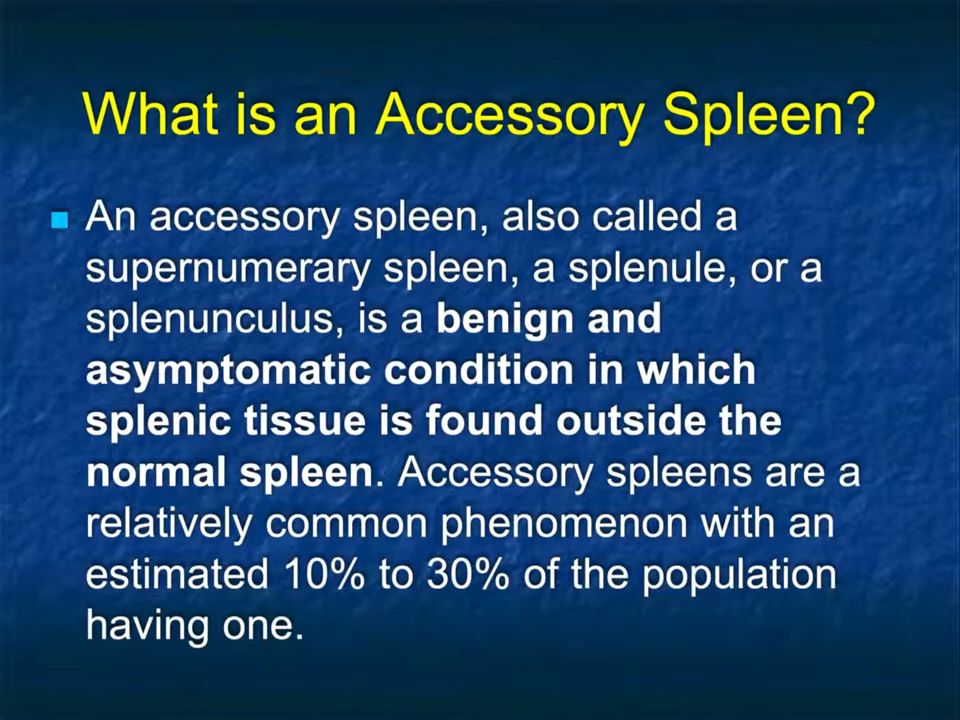 What is an Accessory Spleen?
An accessory spleen, also called a
supernumerary spleen, a splenule, or a
splenunculus, is a benign and
asymptomatic condition in which
splenic tissue is found outside the
normal spleen. Accessory spleens are a
relatively common phenomenon with an
estimated 10% to 30% of the population
having one.